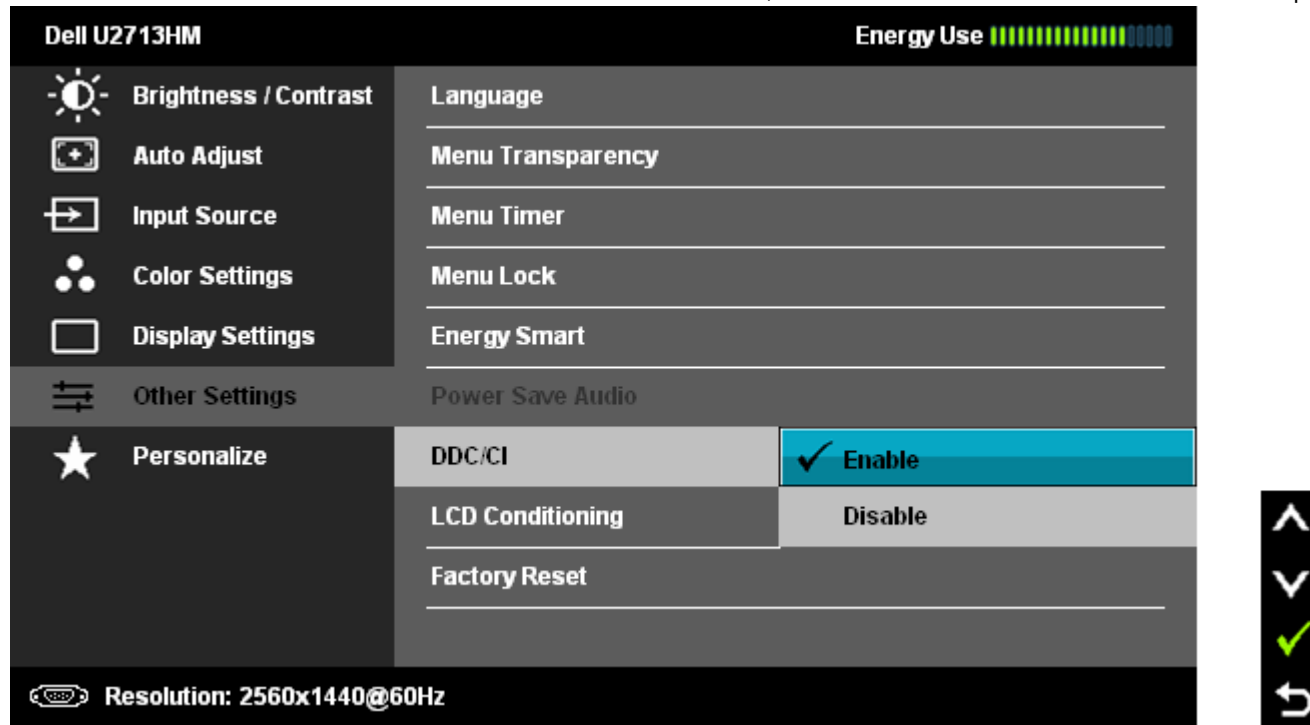 Dell U2713HM Energy Use
Brightness / Contrast Language
Auto Adjust Menu Transparency
Input Source Menu Timer
Color Settings Menu Lock
Display Settings Energy Smart
Other Settings Power Save Audio
Personalize DDC/CI Enable
LCD Conditioning Disable
Factory Reset
Resolution: 2560x1440@60Hz